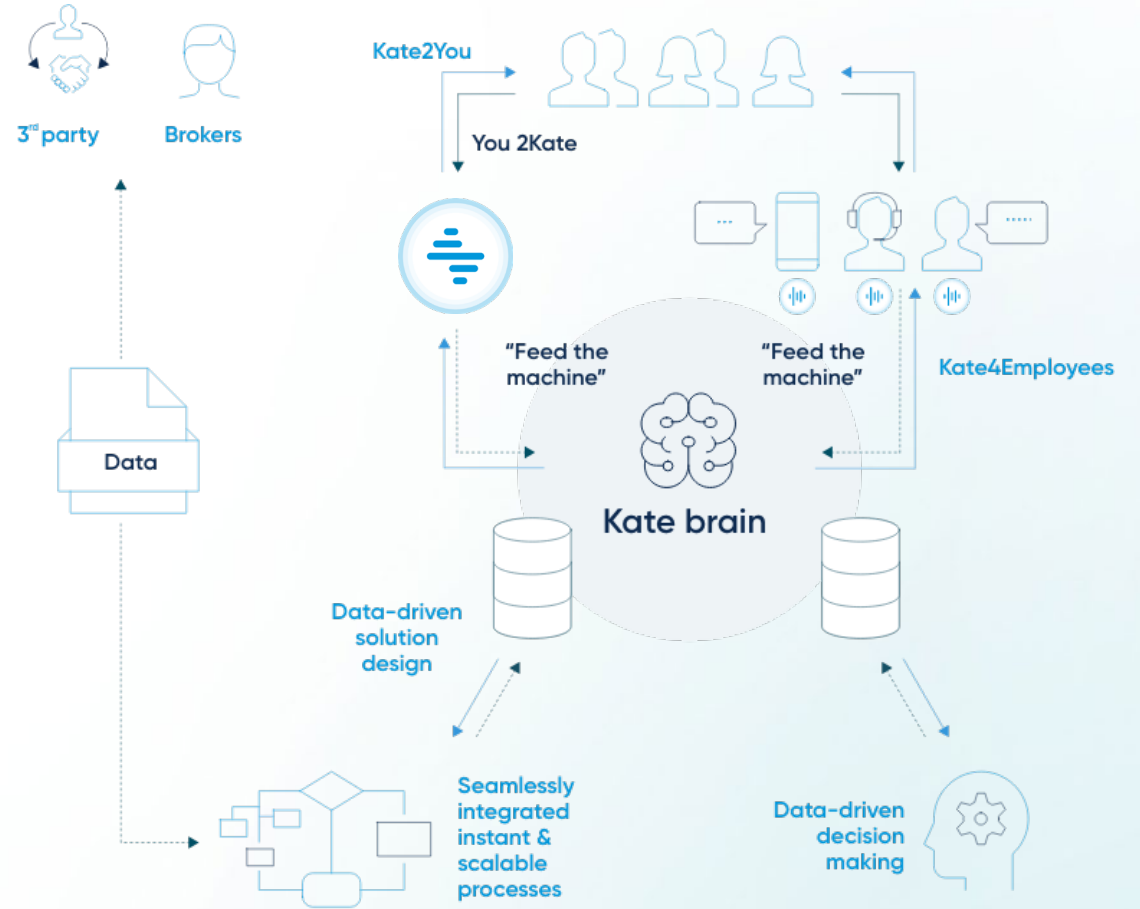 Kate2You
3rd party
Brokers
You 2Kate
"Feed the
machine"
"Feed the
machine"
Kate4Employees
Data
Kate brain
Data-driven
solution
design
Seamlessly
integrated
instant &
scalable
processes
Data-driven
decision
making